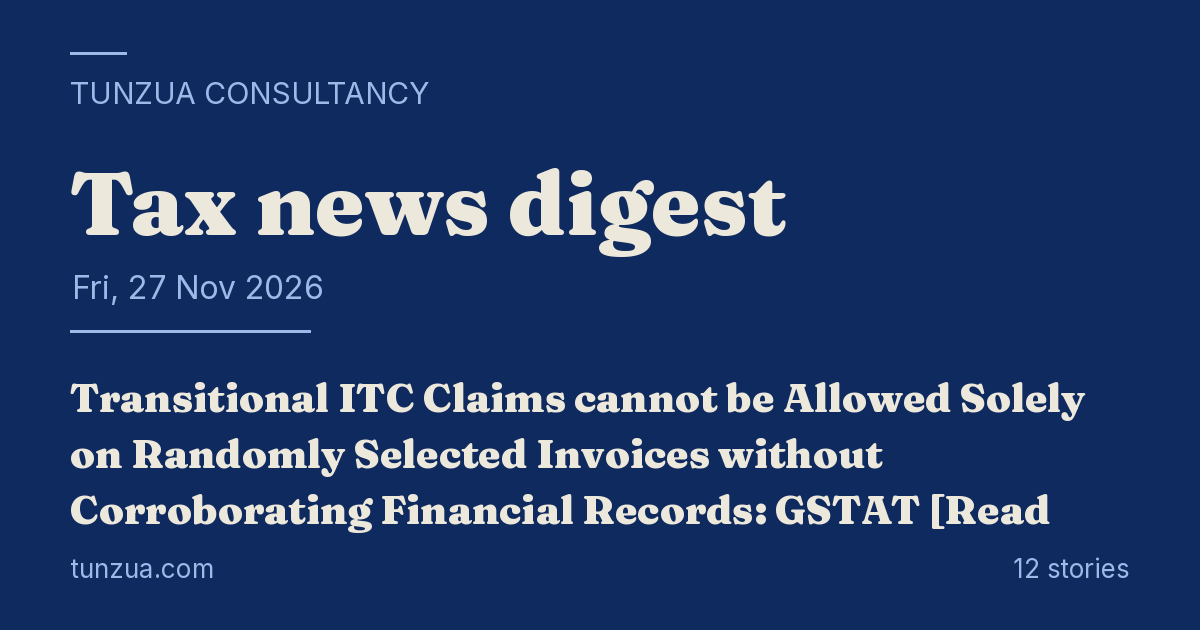 TUNZUA CONSULTANCY
Tax news digest
Fri, 27 Nov 2026
Transitional ITC Claims cannot be Allowed Solely
on Randomly Selected Invoices without
Corroborating Financial Records: GSTAT [Read
tunzua.com
12 stories